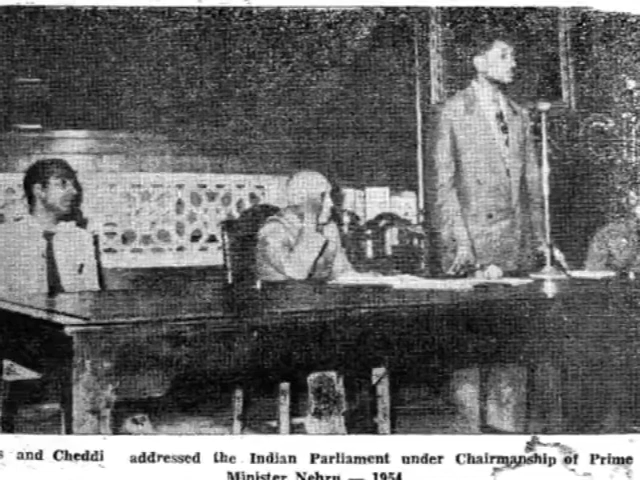 and Cheddi addressed the Indian Parliament under Chairmanship of Prime
Minister Nehru — 1954